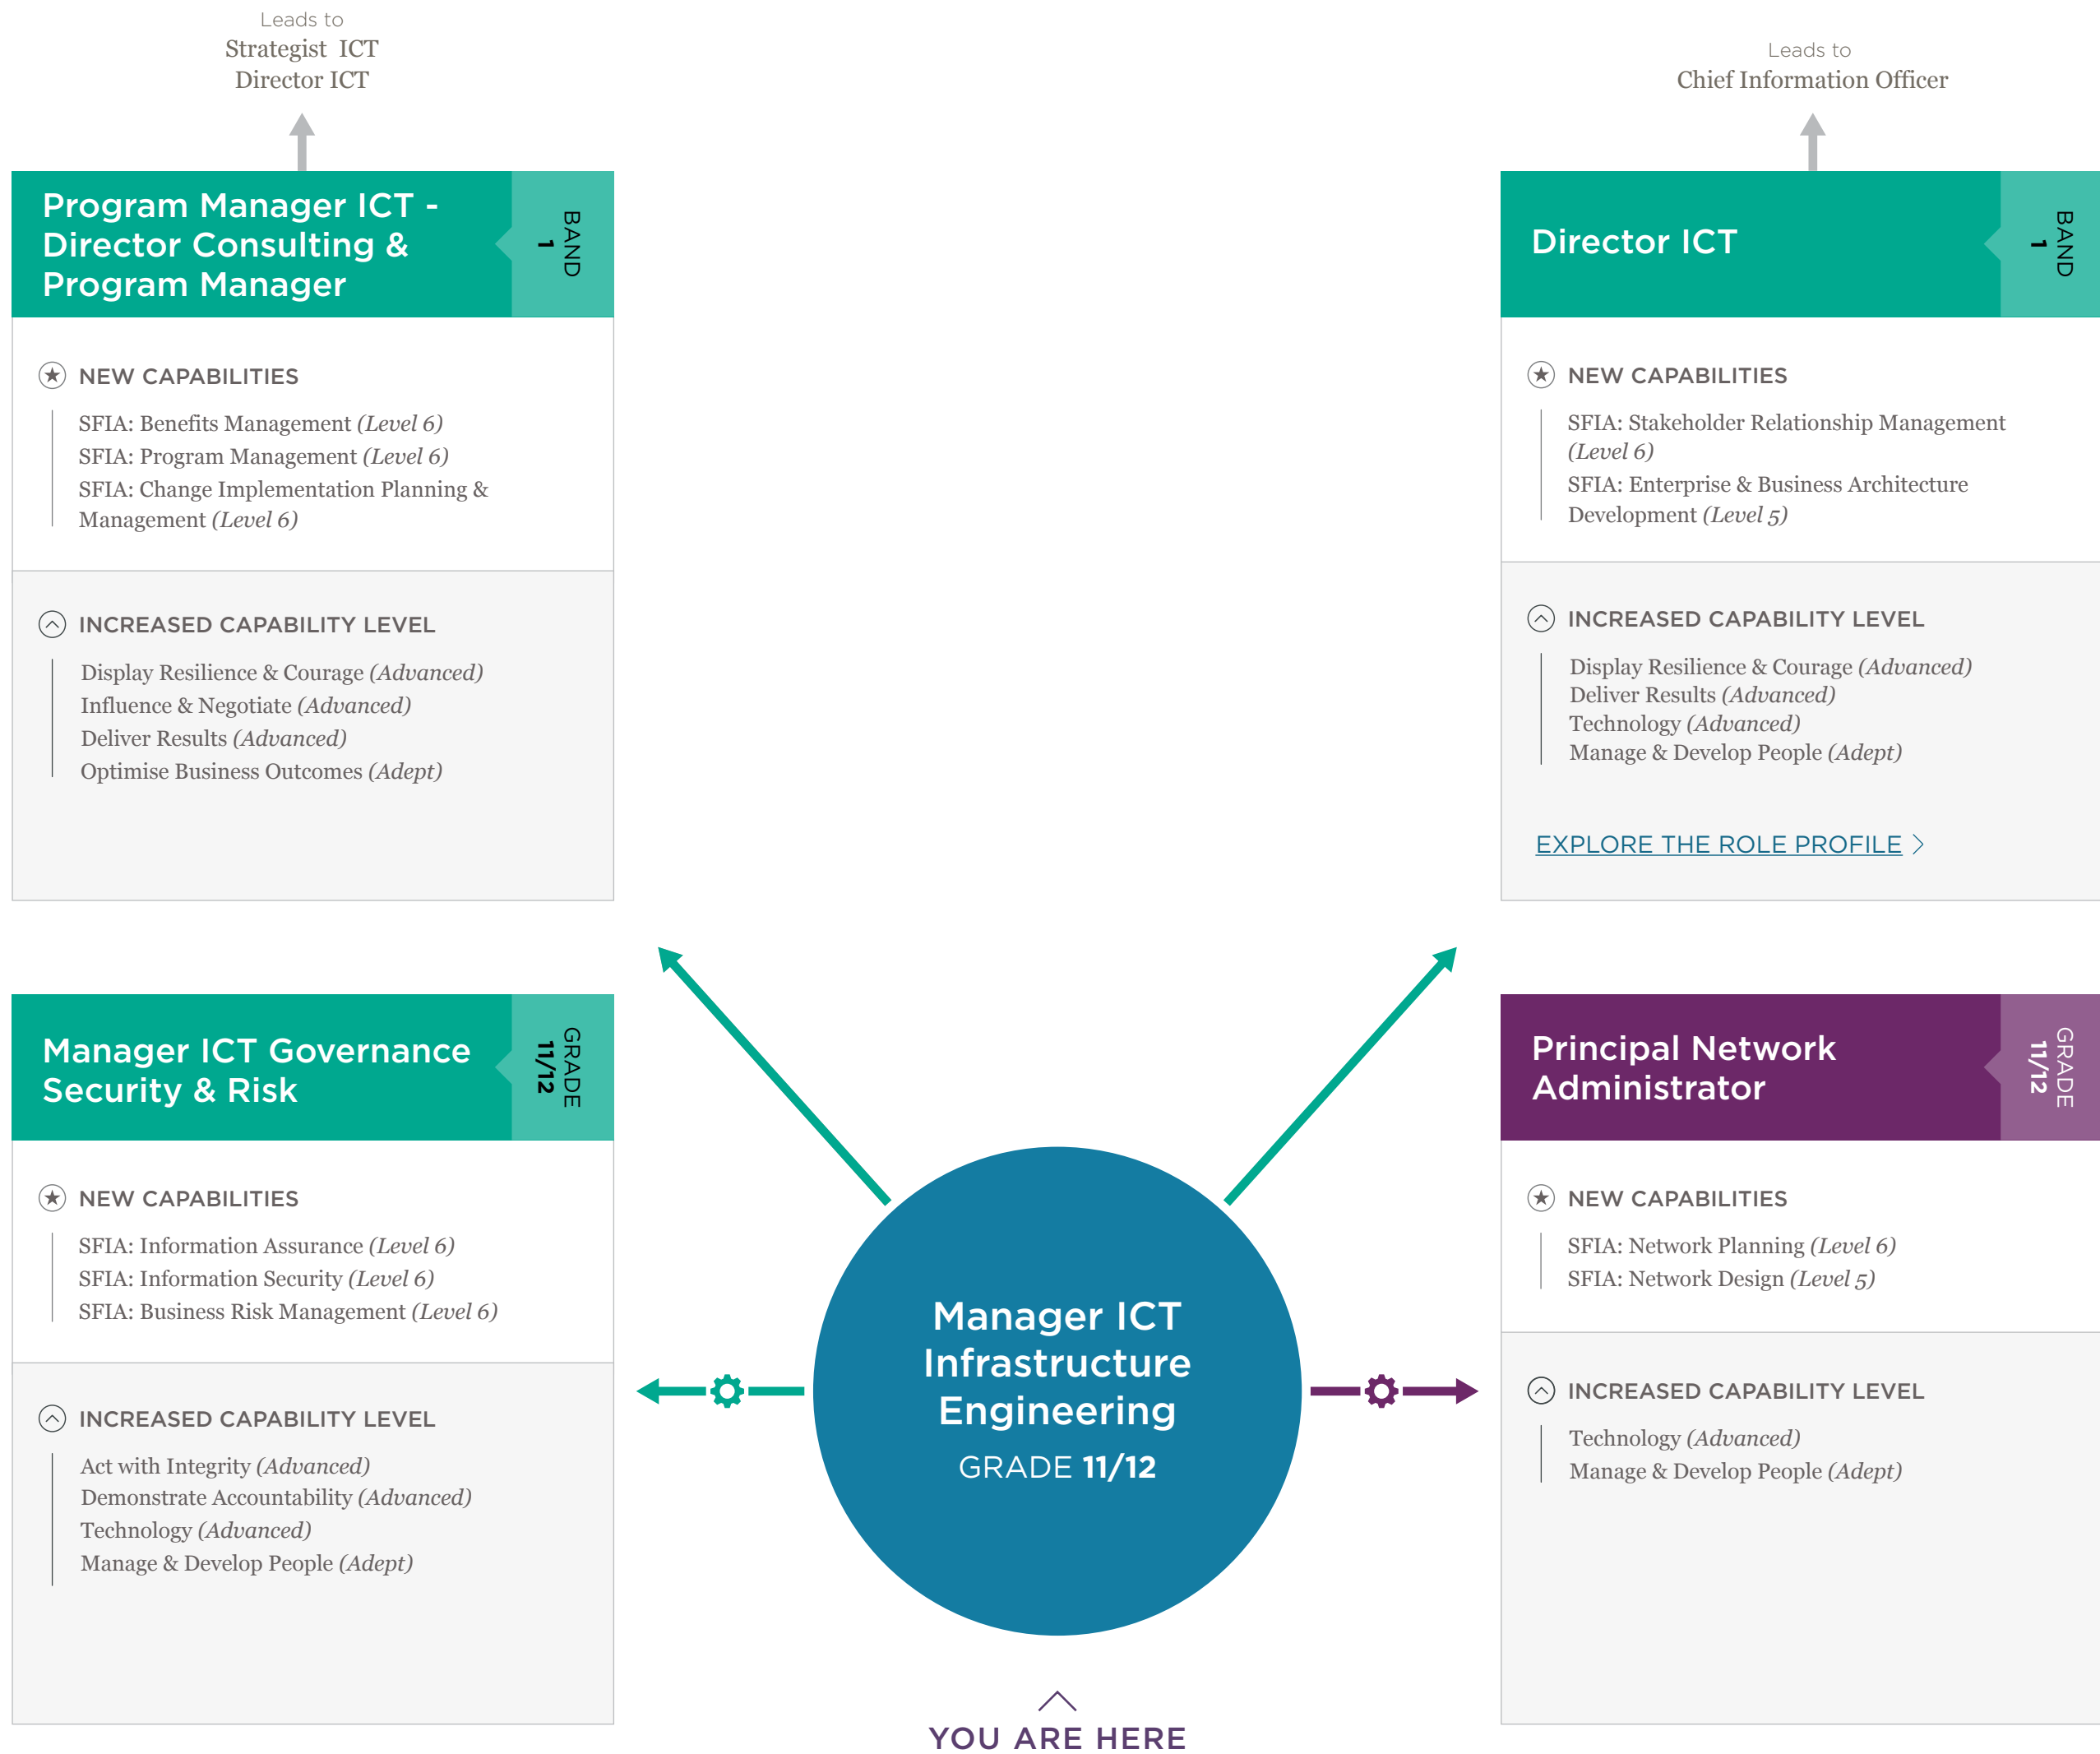 Leads to
Strategist ICT
Director ICT
Program Manager ICT -
Director Consulting &
Program Manager
BAND
1
NEW CAPABILITIES
SFIA: Benefits Management (Level 6)
SFIA: Program Management (Level 6)
SFIA: Change Implementation Planning &
Management (Level 6)
INCREASED CAPABILITY LEVEL
Display Resilience & Courage (Advanced)
Influence & Negotiate (Advanced)
Deliver Results (Advanced)
Optimise Business Outcomes (Adept)
Leads to
Chief Information Officer
Director ICT
BAND
1
NEW CAPABILITIES
SFIA: Stakeholder Relationship Management
(Level 6)
SFIA: Enterprise & Business Architecture
Development (Level 5)
INCREASED CAPABILITY LEVEL
Display Resilience & Courage (Advanced)
Deliver Results (Advanced)
Technology (Advanced)
Manage & Develop People (Adept)
EXPLORE THE ROLE PROFILE
Manager ICT Governance
Security & Risk
GRADE
11/12
NEW CAPABILITIES
SFIA: Information Assurance (Level 6)
SFIA: Information Security (Level 6)
SFIA: Business Risk Management (Level 6)
INCREASED CAPABILITY LEVEL
Act with Integrity (Advanced)
Demonstrate Accountability (Advanced)
Technology (Advanced)
Manage & Develop People (Adept)
Manager ICT
Infrastructure
Engineering
GRADE 11/12
YOU ARE HERE
Principal Network
Administrator
GRADE
11/12
NEW CAPABILITIES
SFIA: Network Planning (Level 6)
SFIA: Network Design (Level 5)
INCREASED CAPABILITY LEVEL
Technology (Advanced)
Manage & Develop People (Adept)